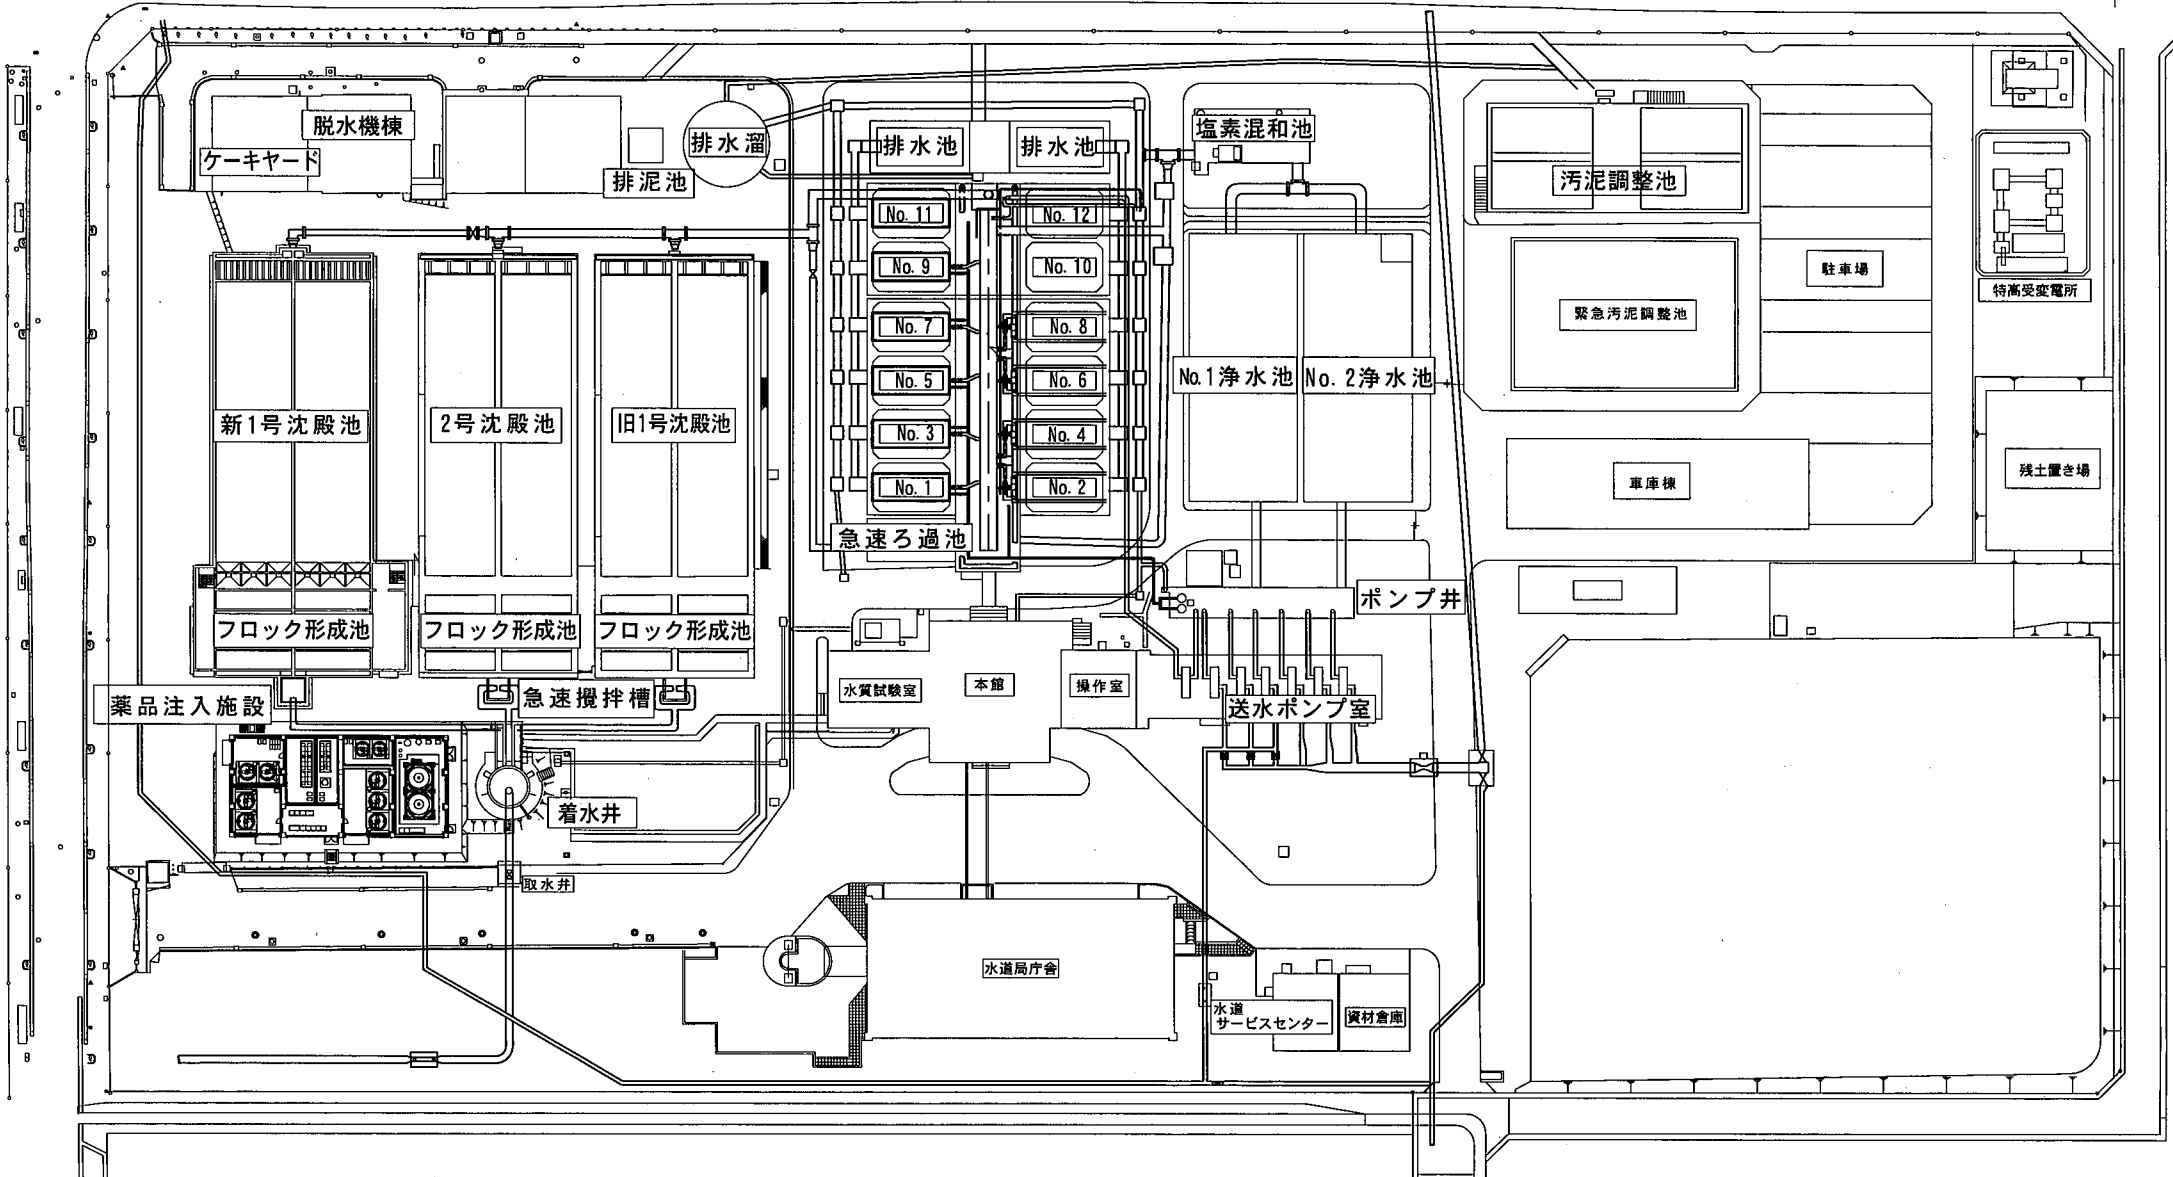 脱水機棟
ケーキヤード
排泥池
排水溜
排水池
排水池
塩素混和池
汚泥調整池
No. 11
No. 12
No. 9
No. 10
No. 7
No. 8
No. 5
No. 6
No. 3
No. 4
No. 1
No. 2
急速ろ過池
駐車場
特高受変電所
緊急汚泥調整池
No.1浄水池
No. 2浄水池
新1号沈殿池
2号沈殿池
旧1号沈殿池
車庫棟
残土置き場
フロック形成池
フロック形成池
フロック形成池
ポンプ井
薬品注入施設
急速攪拌槽
水質試験室
本館
操作室
送水ポンプ室
着水井
取水井
水道局庁舎
水道
サービスセンター
資材倉庫